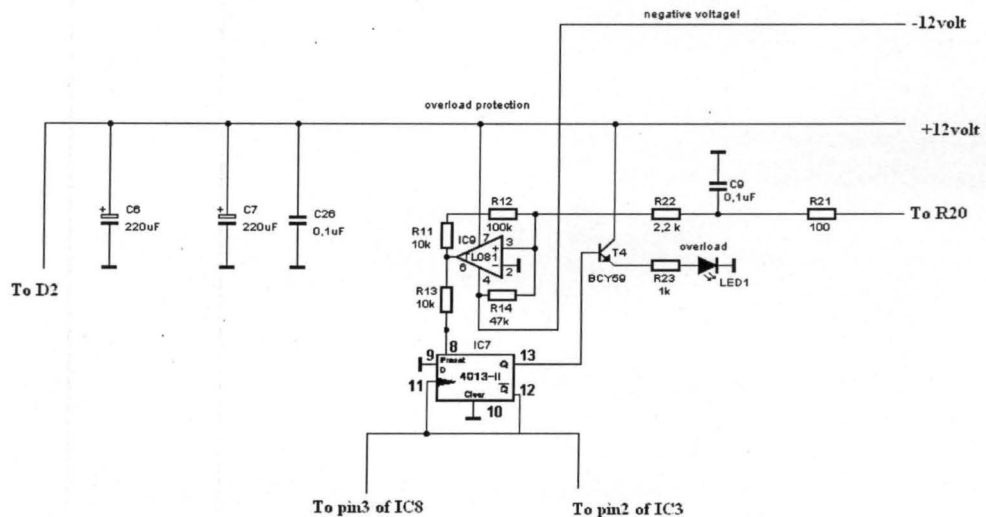 negative voltage!
-12volt
overload protection
+12volt
C6
220uF
C7
220uF
C26
0,1uF
R11
10k
R12
100k
IC9
TL081
7
3
2
6
4
R13
10k
R14
47k
R22
2,2 k
C9
0,1uF
R21
100
To R20
T4
BCY59
overload
R23
1k
LED1
To D2
IC7
8
9
Preset
D
Q
13
4013-II
11
Q
12
Clear
10
To pin3 of IC8
To pin2 of IC3